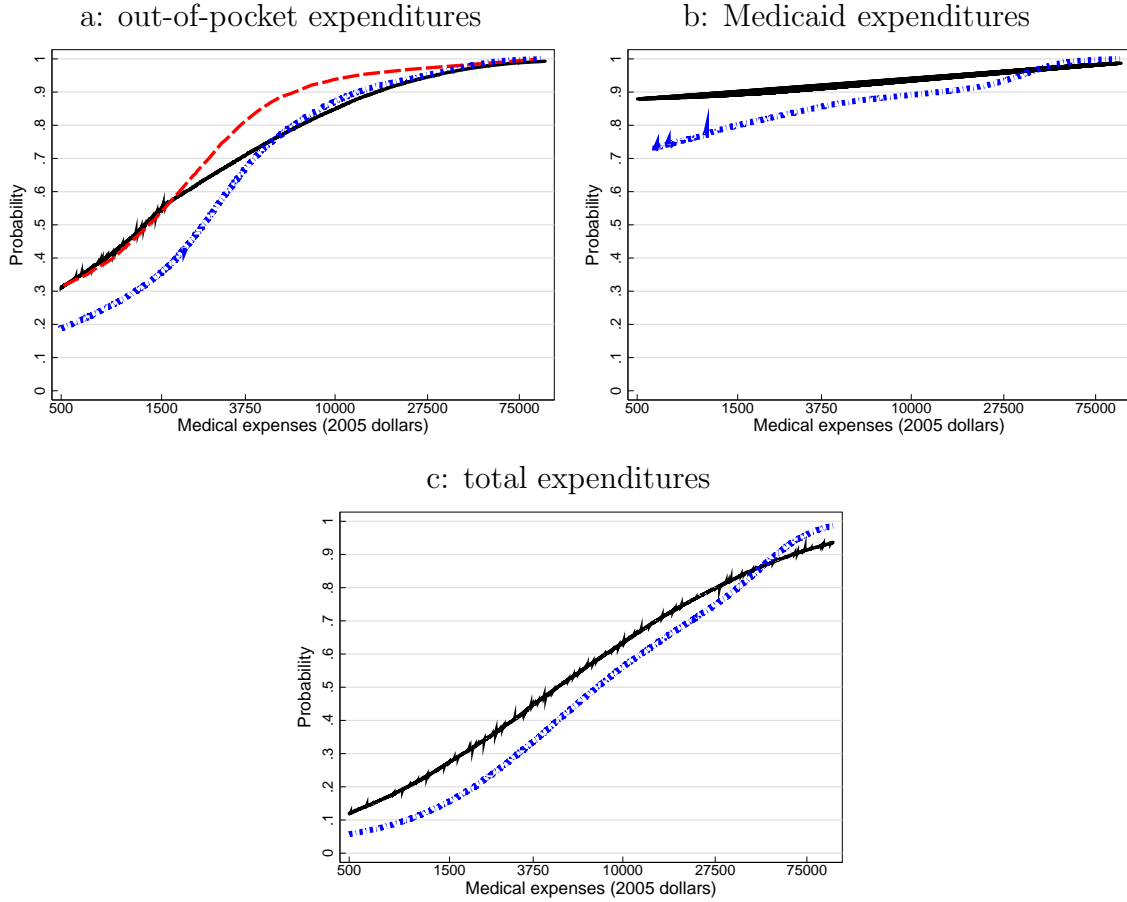 a: out-of-pocket expenditures
Probability
0 .1 .2 .3 .4 .5 .6 .7 .8 .9 1
500 1500 3750 10000 27500 75000
Medical expenses (2005 dollars)
b: Medicaid expenditures
Probability
0 .1 .2 .3 .4 .5 .6 .7 .8 .9 1
500 1500 3750 10000 27500 75000
Medical expenses (2005 dollars)
c: total expenditures
Probability
0 .1 .2 .3 .4 .5 .6 .7 .8 .9 1
500 1500 3750 10000 27500 75000
Medical expenses (2005 dollars)